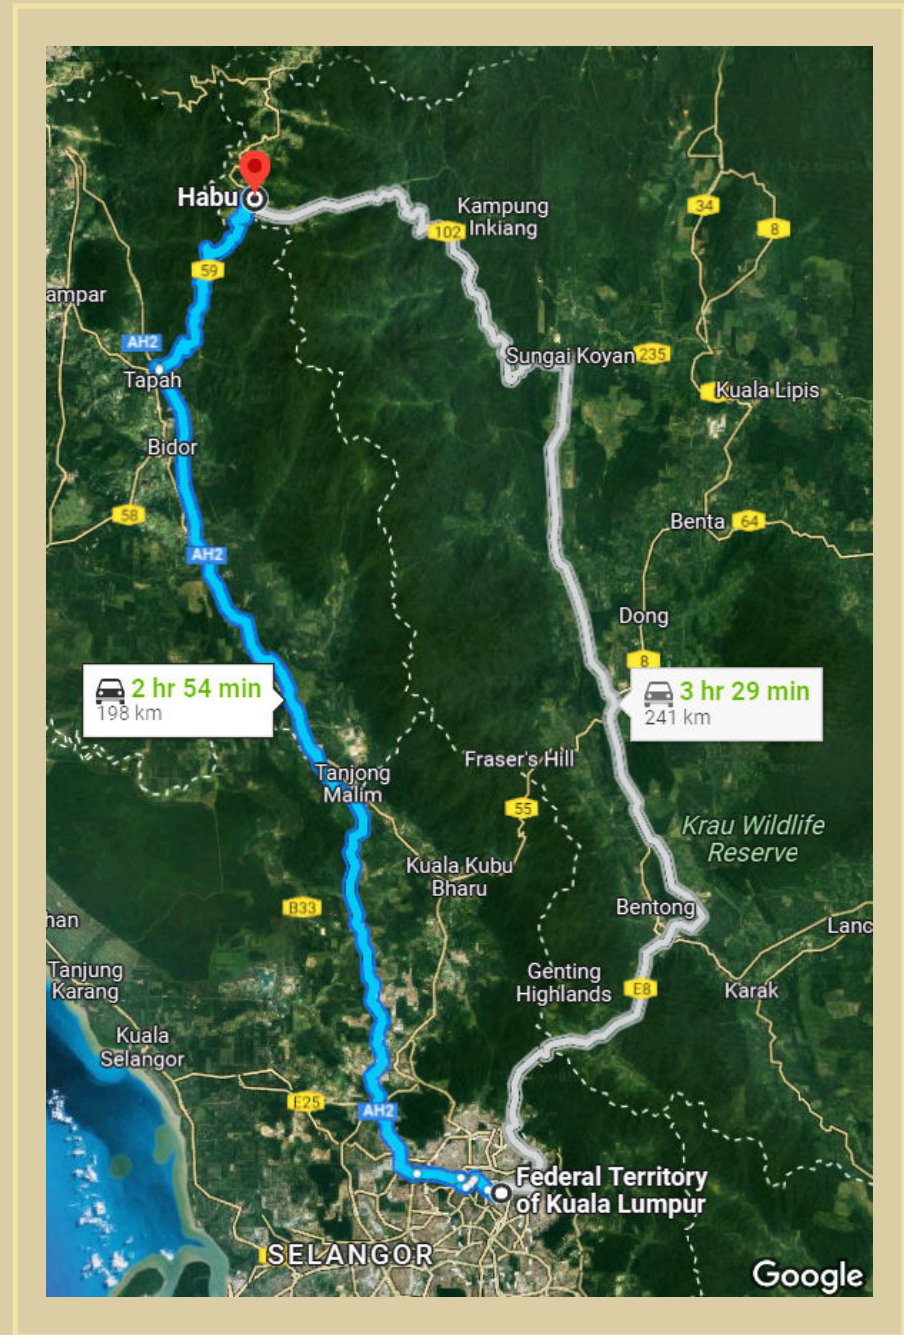 Habu
Kampung
Inkiang
102
34
8
59
ampar
AH2
Tapah
Sungai Koyan
235
Kuala Lipis
Bidor
58
AH2
Benta
64
Dong
8
2 hr 54 min
198 km
3 hr 29 min
241 km
Fraser's Hill
Tanjong
Malim
55
Krau Wildlife
Reserve
Kuala Kubu
Bharu
B33
Bentong
han
Lanc
Tanjung
Karang
Genting
Highlands
E8
Karak
Kuala
Selangor
E25
AH2
Federal Territory
of Kuala Lumpur
SELANGOR
Google